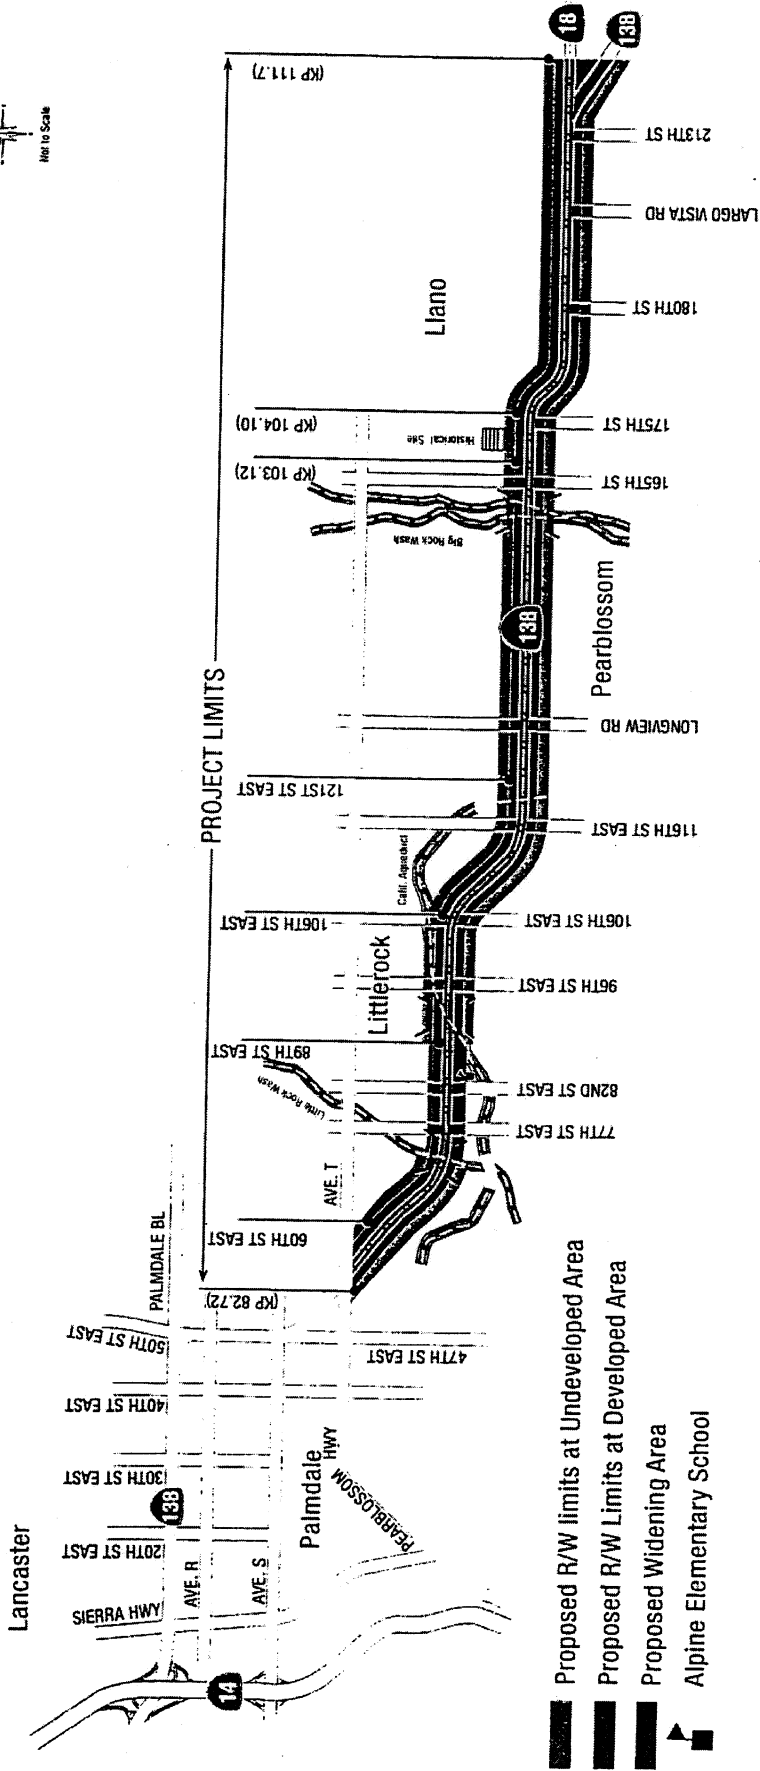 Not to Scale
18
138
(KP 111.7)
213TH ST
LARGO VISTA RD
180TH ST
Llano
(KP 104.10)
175TH ST
Historical Site
(KP 103.12)
165TH ST
Big Rock Wash
138
Pearblossom
PROJECT LIMITS
LONGVIEW RD
121ST ST EAST
116TH ST EAST
Calif. Aqueduct
106TH ST EAST
106TH ST EAST
Littlerock
96TH ST EAST
89TH ST EAST
Little Rock Wash
82ND ST EAST
77TH ST EAST
AVE. T
60TH ST EAST
PALMDALE BL
(KP 82.72)
50TH ST EAST
47TH ST EAST
40TH ST EAST
30TH ST EAST
138
20TH ST EAST
Palmdale
PEARBLOSSOM
HWY
Lancaster
SIERRA HWY
AVE. R
AVE. S
14
Proposed R/W limits at Undeveloped Area
Proposed R/W Limits at Developed Area
Proposed Widening Area
Alpine Elementary School